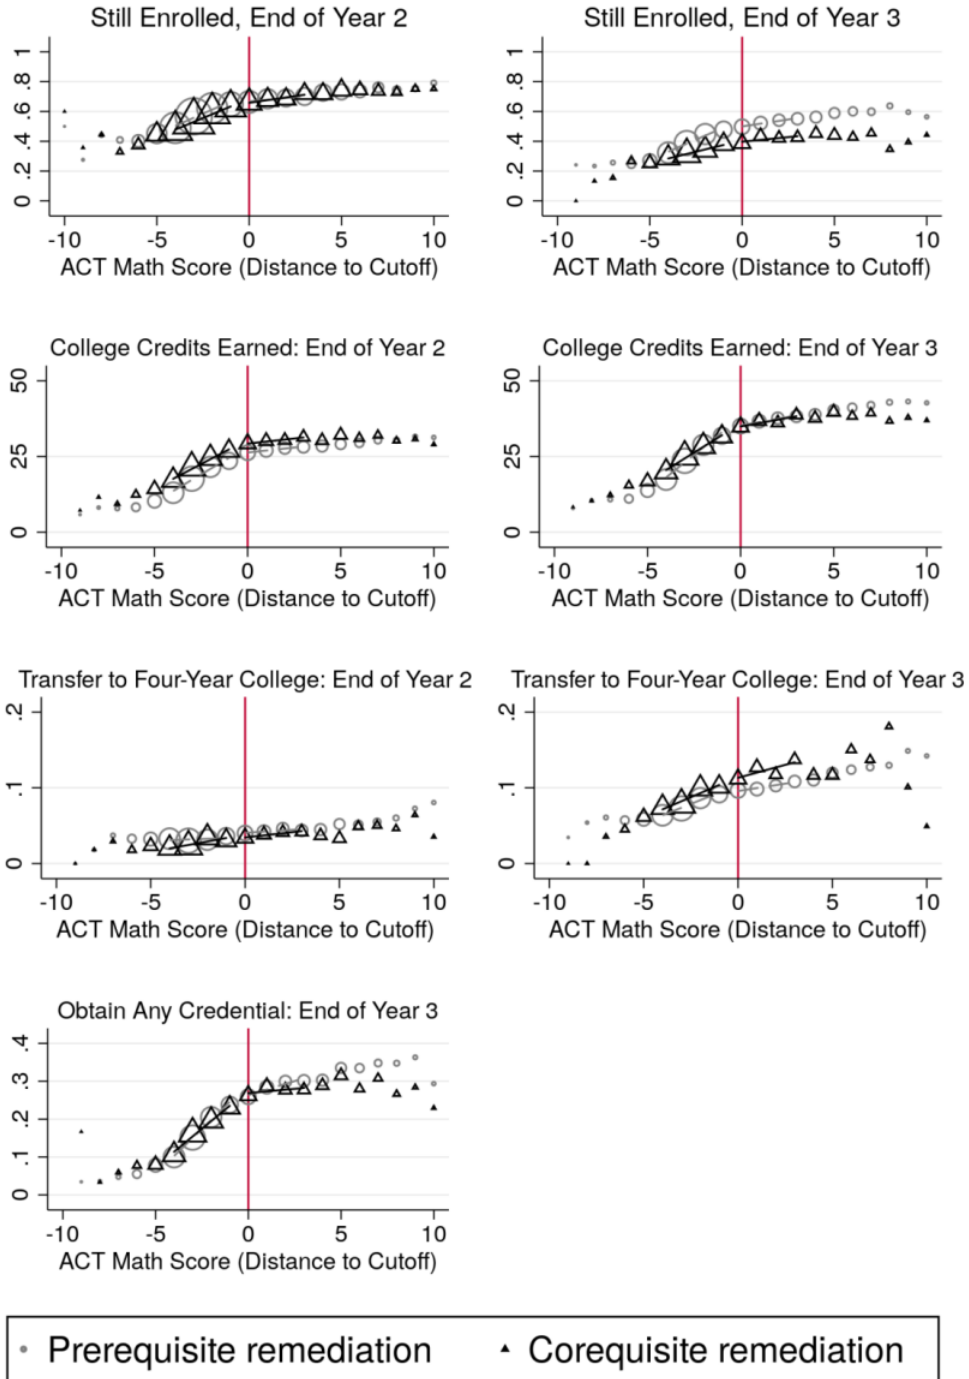 Still Enrolled, End of Year 2
1
.8
.6
.4
.2
0
-10 -5 0 5 10
ACT Math Score (Distance to Cutoff)
Still Enrolled, End of Year 3
1
.8
.6
.4
.2
0
-10 -5 0 5 10
ACT Math Score (Distance to Cutoff)
College Credits Earned: End of Year 2
50
25
0
-10 -5 0 5 10
ACT Math Score (Distance to Cutoff)
College Credits Earned: End of Year 3
50
25
0
-10 -5 0 5 10
ACT Math Score (Distance to Cutoff)
Transfer to Four-Year College: End of Year 2
.2
.1
0
-10 -5 0 5 10
ACT Math Score (Distance to Cutoff)
Transfer to Four-Year College: End of Year 3
.2
.1
0
-10 -5 0 5 10
ACT Math Score (Distance to Cutoff)
Obtain Any Credential: End of Year 3
.4
.3
.2
.1
0
-10 -5 0 5 10
ACT Math Score (Distance to Cutoff)
Prerequisite remediation Corequisite remediation